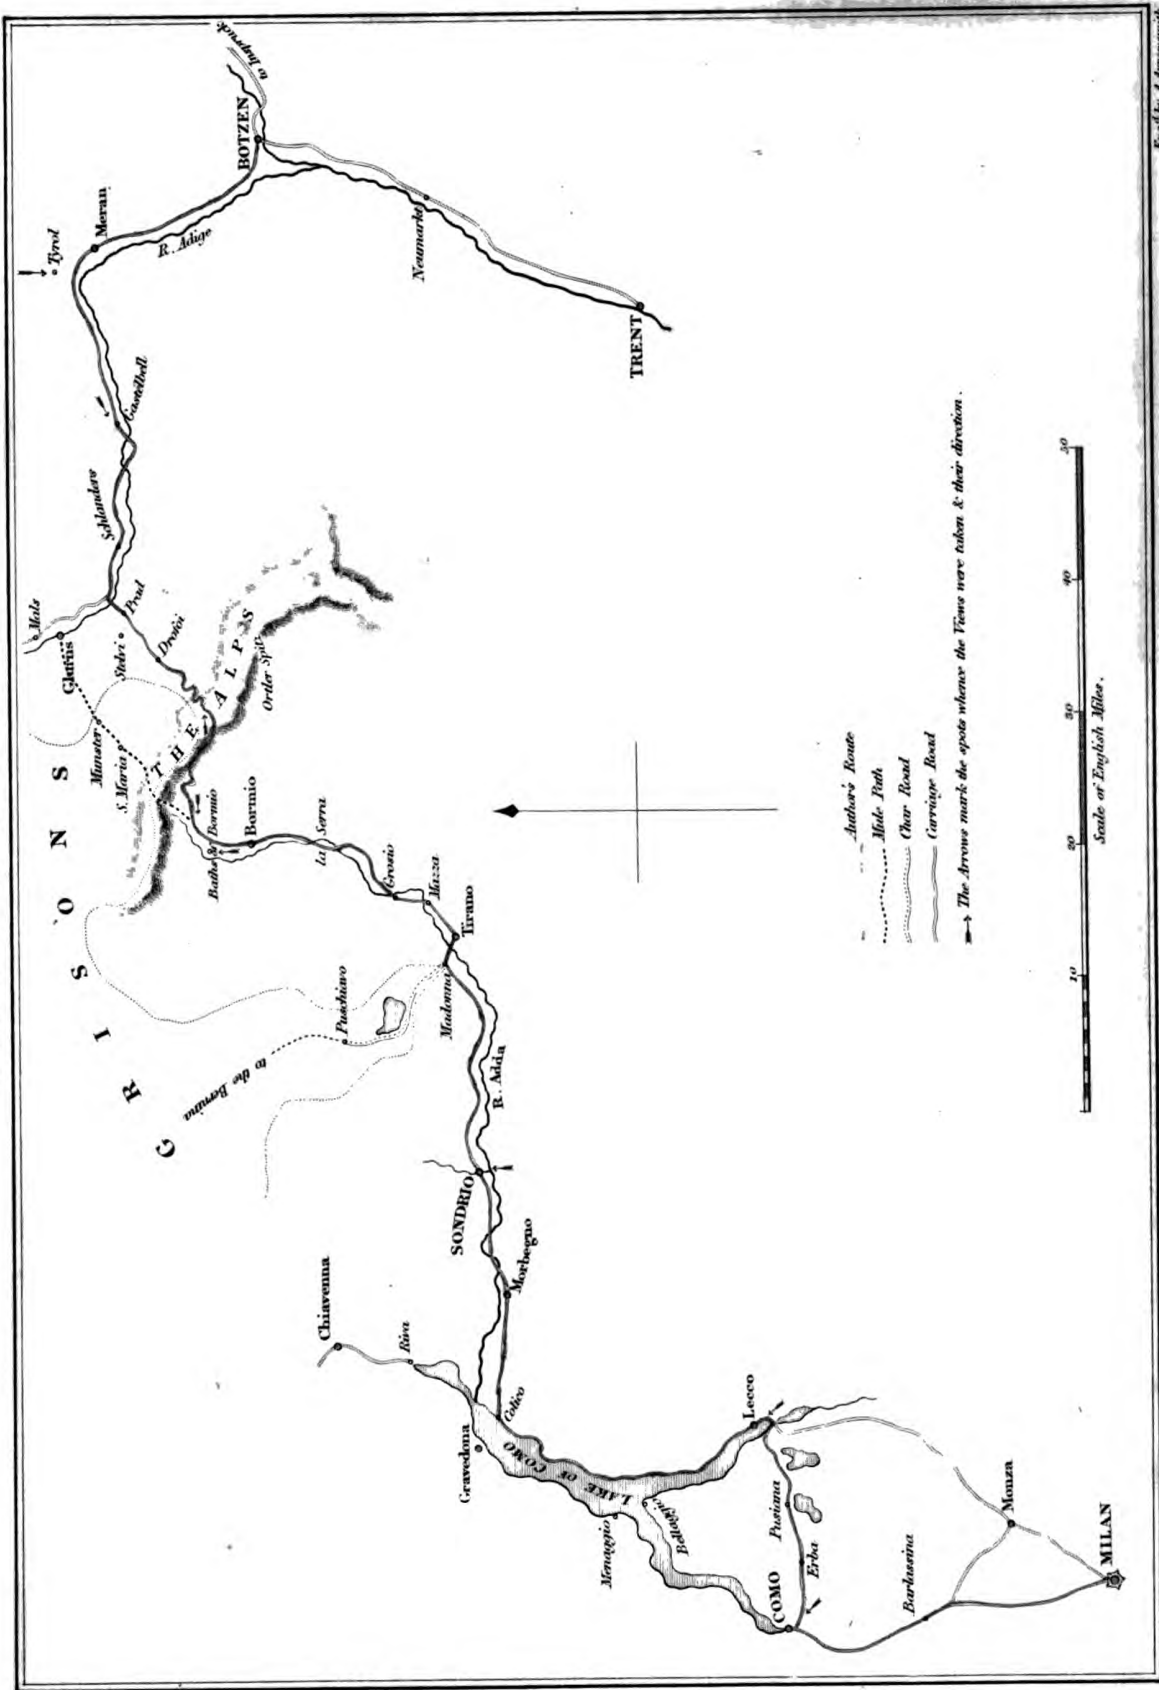 to Inspruck
BOTZEN
Meran
Tyrol
R. Adige
Neumarkt
TRENT
Castelbell
Schlanders
Mals
Glurns
Prad
Stelvi
Drofoi
Munster
S. Maria
THE ALPS
Ortler Spitz
GRISONS
Baths of Bormio
Bormio
la Serra
Grosio
Mazza
Tirano
Madonna
Puschiavo
to the Bernina
R. Adda
SONDRIO
Morbegno
Chiavenna
Riva
Colico
Gravedona
LAKE OF COMO
Menaggio
Bellaggio
Lecco
Pusiana
Erba
COMO
Barlassina
Monza
MILAN
Author's Route
Mule Path
Char Road
Carriage Road
The Arrows mark the spots whence the Views were taken & their direction.
10 20 30 40 50
Scale of English Miles.